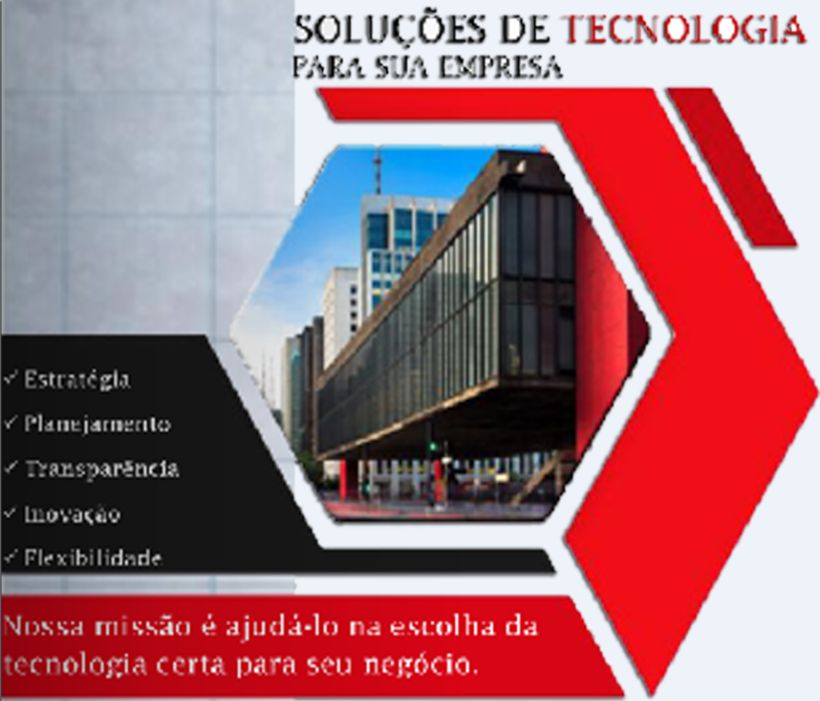 SOLUÇÕES DE TECNOLOGIA
PARA SUA EMPRESA
✓ Estratégia
✓ Planejamento
✓ Transparência
✓ Inovação
✓ Flexibilidade
Nossa missão é ajudá-lo na escolha da
tecnologia certa para seu negócio.